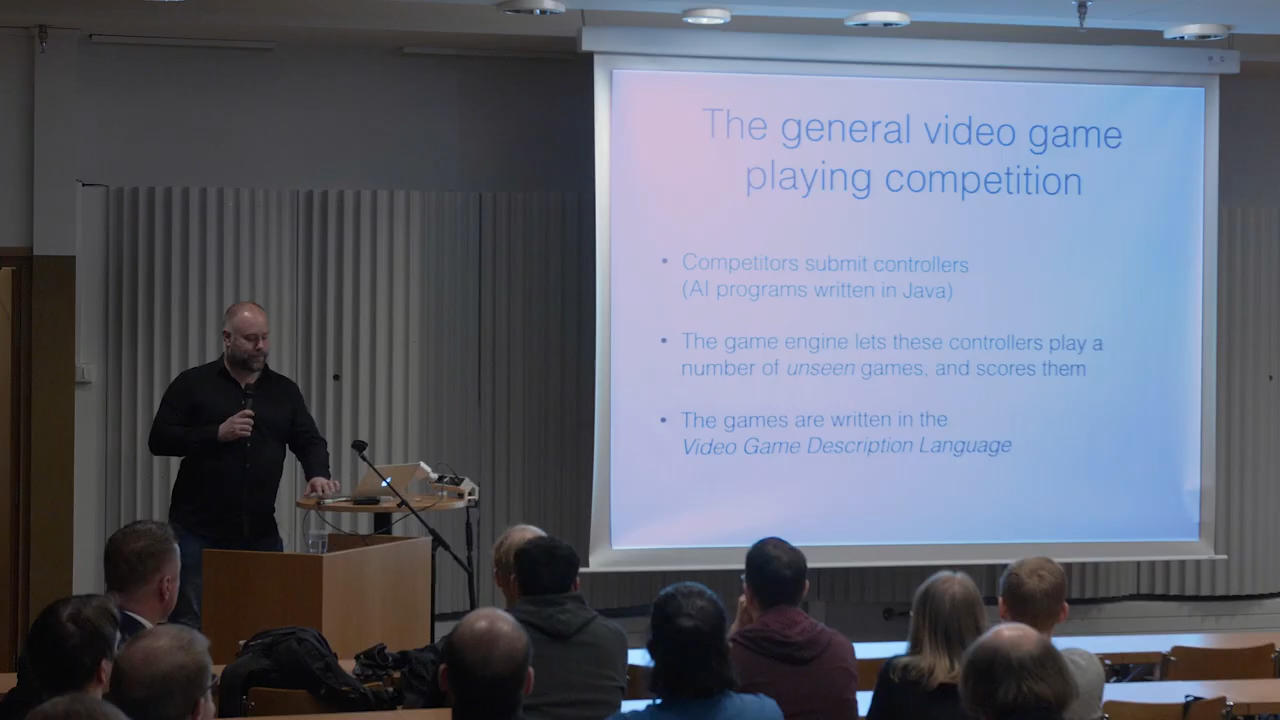 The general video game
playing competition
• Competitors submit controllers
(AI programs written in Java)
• The game engine lets these controllers play a
number of unseen games, and scores them
• The games are written in the
Video Game Description Language